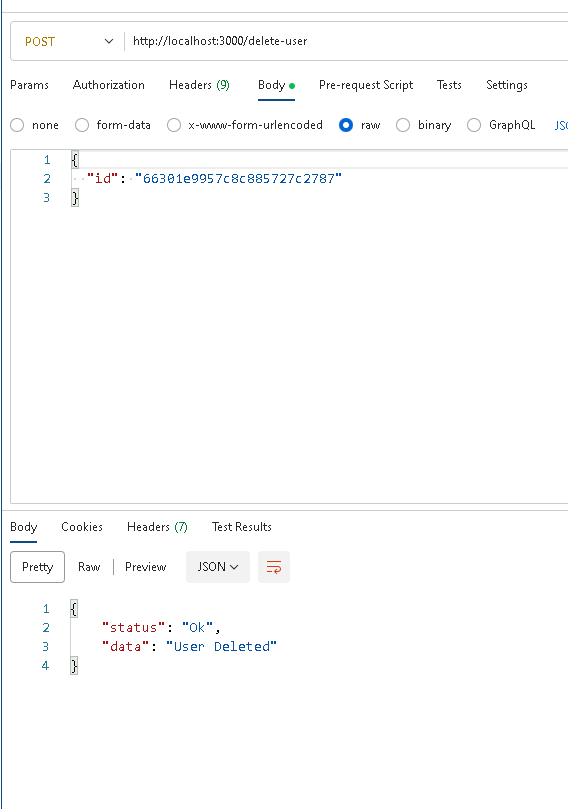 POST http://localhost:3000/delete-user
Params Authorization Headers (9) Body Pre-request Script Tests Settings
none form-data x-www-form-urlencoded raw binary GraphQL
1 {
2 "id": "66301e9957c8c885727c2787"
3 }
Body Cookies Headers (7) Test Results
Pretty Raw Preview JSON
1 {
2 "status": "Ok",
3 "data": "User Deleted"
4 }